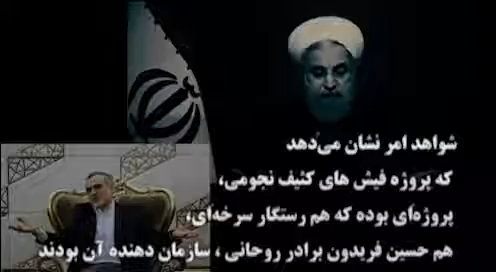 شواهد امر نشان می‌دهد
که پروژه فیش های کثیف نجومی،
پروژه‌ای بوده که هم رستگار سرخه‌ای،
هم حسین فریدون برادر روحانی ، سازمان دهنده آن بودند